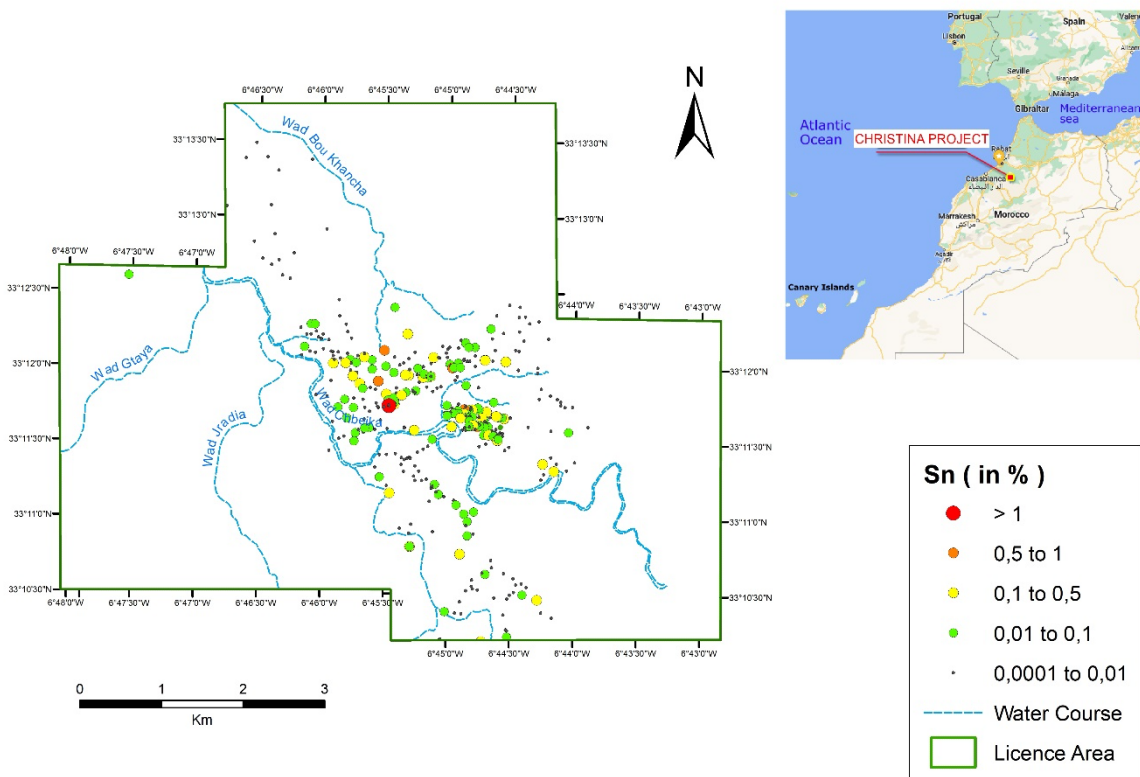 6°46'30"W
6°46'0"W
6°45'30"W
6°45'0"W
6°44'30"W
33°13'30"N
33°13'0"N
33°12'30"N
33°13'30"N
33°13'0"N
6°48'0"W
6°47'30"W
6°47'0"W
6°44'0"W
6°43'30"W
6°43'0"W
33°12'0"N
33°11'30"N
33°11'0"N
33°10'30"N
33°12'0"N
33°11'30"N
33°11'0"N
33°10'30"N
6°48'0"W
6°47'30"W
6°47'0"W
6°46'30"W
6°46'0"W
6°45'30"W
6°45'0"W
6°44'30"W
6°44'0"W
6°43'30"W
6°43'0"W
Wad Bou Khancha
Wad Gtaya
Wad Jradia
Wad Chbeika
0
1
2
3
Km
N
Portugal
Lisbon
Spain
Seville
Granada
Málaga
Gibraltar
Mediterranean
sea
Atlantic
Ocean
CHRISTINA PROJECT
Rabat
Casablanca
الدار البيضاء
Marrakesh
مراكش
Morocco
Agadir
Canary Islands
Sn ( in % )
> 1
0,5 to 1
0,1 to 0,5
0,01 to 0,1
0,0001 to 0,01
Water Course
Licence Area